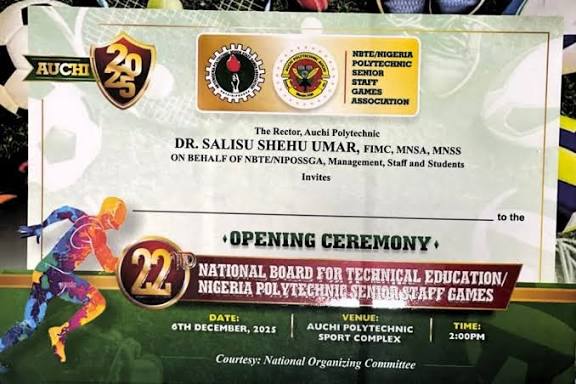 AUCHI
2025
NBTE/NIGERIA
POLYTECHNIC
SENIOR
STAFF
GAMES
ASSOCIATION
The Rector, Auchi Polytechnic
DR. SALISU SHEHU UMAR, FIMC, MNSA, MNSS
ON BEHALF OF NBTE/NIPOSSGA, Management, Staff and Students
Invites
to the
OPENING CEREMONY
22ND NATIONAL BOARD FOR TECHNICAL EDUCATION/
NIGERIA POLYTECHNIC SENIOR STAFF GAMES
DATE:
6TH DECEMBER, 2025
VENUE:
AUCHI POLYTECHNIC
SPORT COMPLEX
TIME:
2:00PM
Courtesy: National Organizing Committee